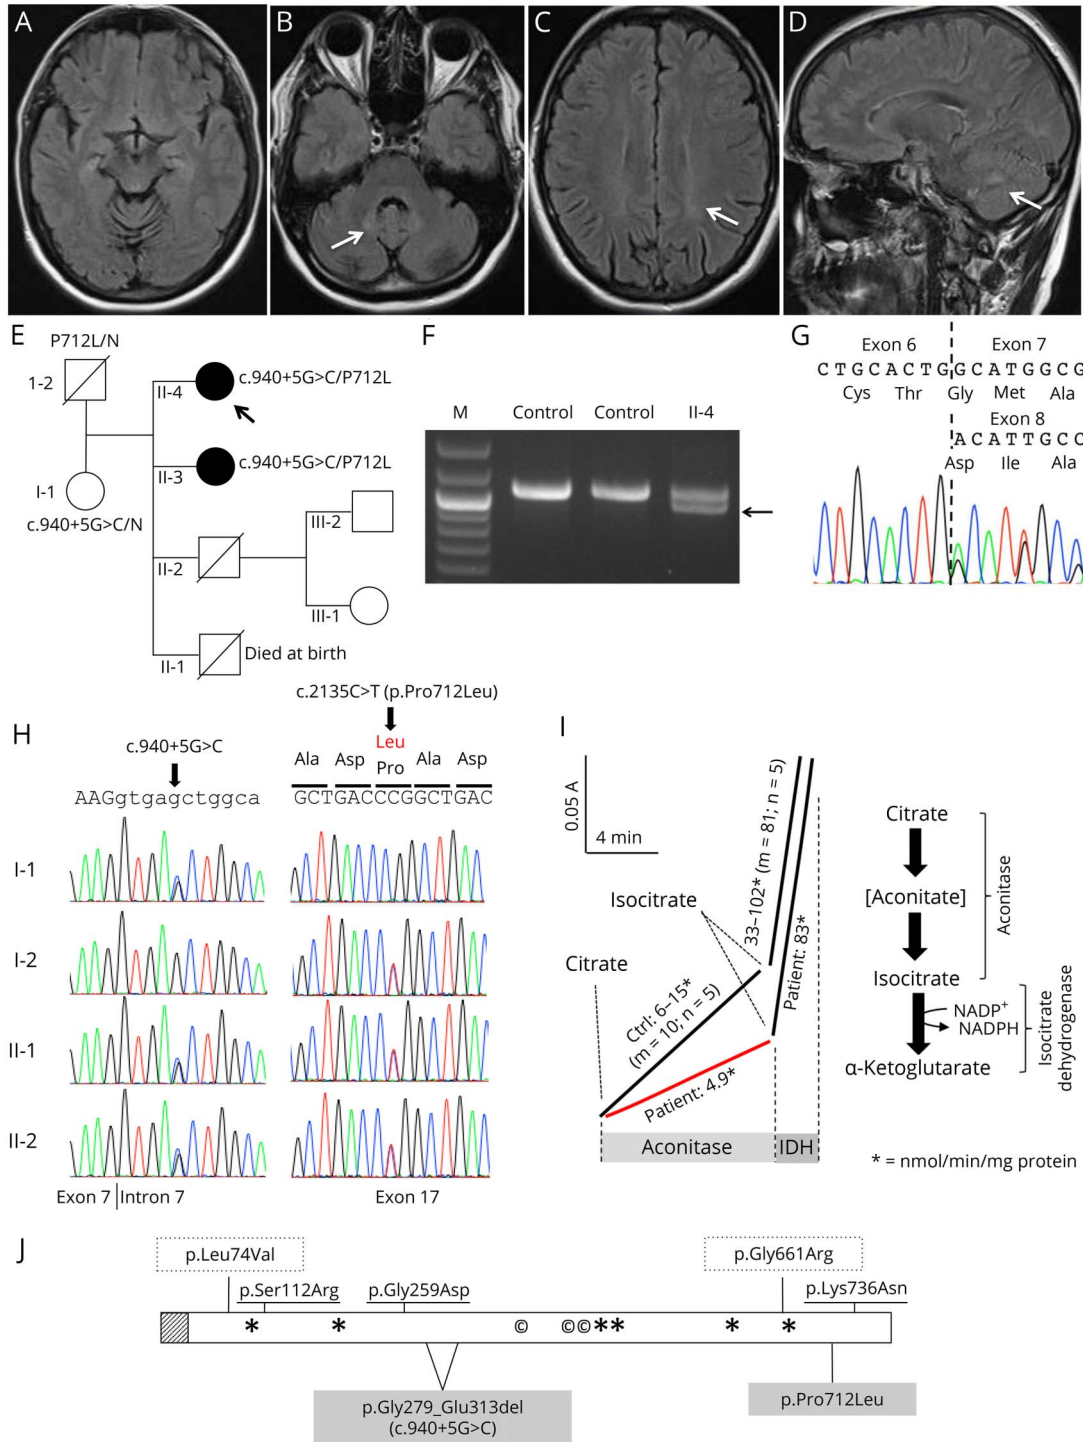 A
B
C
D
E
P712L/N
1-2
II-4
c.940+5G>C/P712L
II-3
c.940+5G>C/P712L
I-1
c.940+5G>C/N
III-2
II-2
III-1
II-1
Died at birth
F
M Control Control II-4
G
Exon 6 Exon 7
CTGCACTGGCATGGCG
Cys Thr Gly Met Ala
Exon 8
ACATTGCC
Asp Ile Ala
H
c.940+5G>C
AAGgtgagctggca
c.2135C>T (p.Pro712Leu)
Leu
Ala Asp Pro Ala Asp
GCTGACCCGGCTGAC
I-1
I-2
II-1
II-2
Exon 7 Intron 7
Exon 17
I
0.05 A
4 min
Isocitrate
Citrate
33–102* (m = 81; n = 5)
Patient: 83*
Ctrl: 6–15*
(m = 10; n = 5)
Patient: 4.9*
Aconitase IDH
Citrate
[Aconitate]
Isocitrate
NADP+
NADPH
α-Ketoglutarate
Aconitase
Isocitrate
dehydrogenase
* = nmol/min/mg protein
J
p.Leu74Val
p.Ser112Arg
p.Gly259Asp
p.Gly661Arg
p.Lys736Asn
* * © © © * * * *
p.Gly279_Glu313del
(c.940+5G>C)
p.Pro712Leu